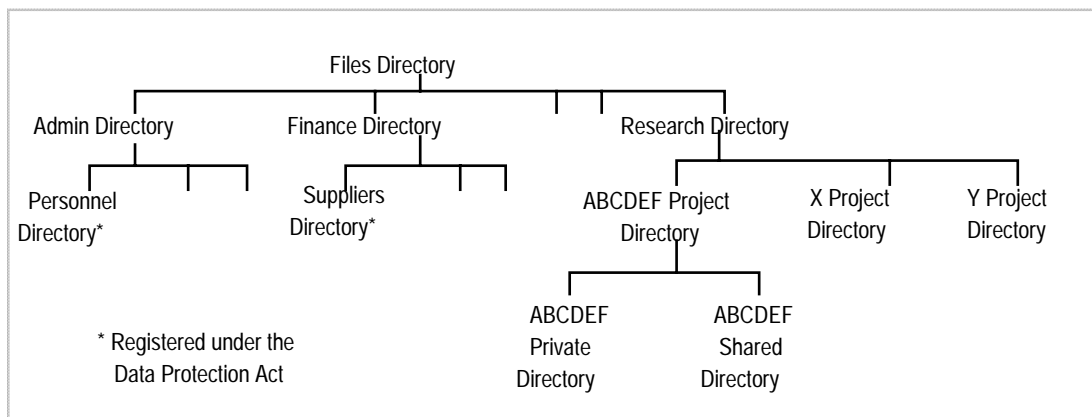 Files Directory
Admin Directory
Finance Directory
Research Directory
Personnel
Directory*
Suppliers
Directory*
ABCDEF Project
Directory
X Project
Directory
Y Project
Directory
ABCDEF
Private
Directory
ABCDEF
Shared
Directory
* Registered under the
Data Protection Act